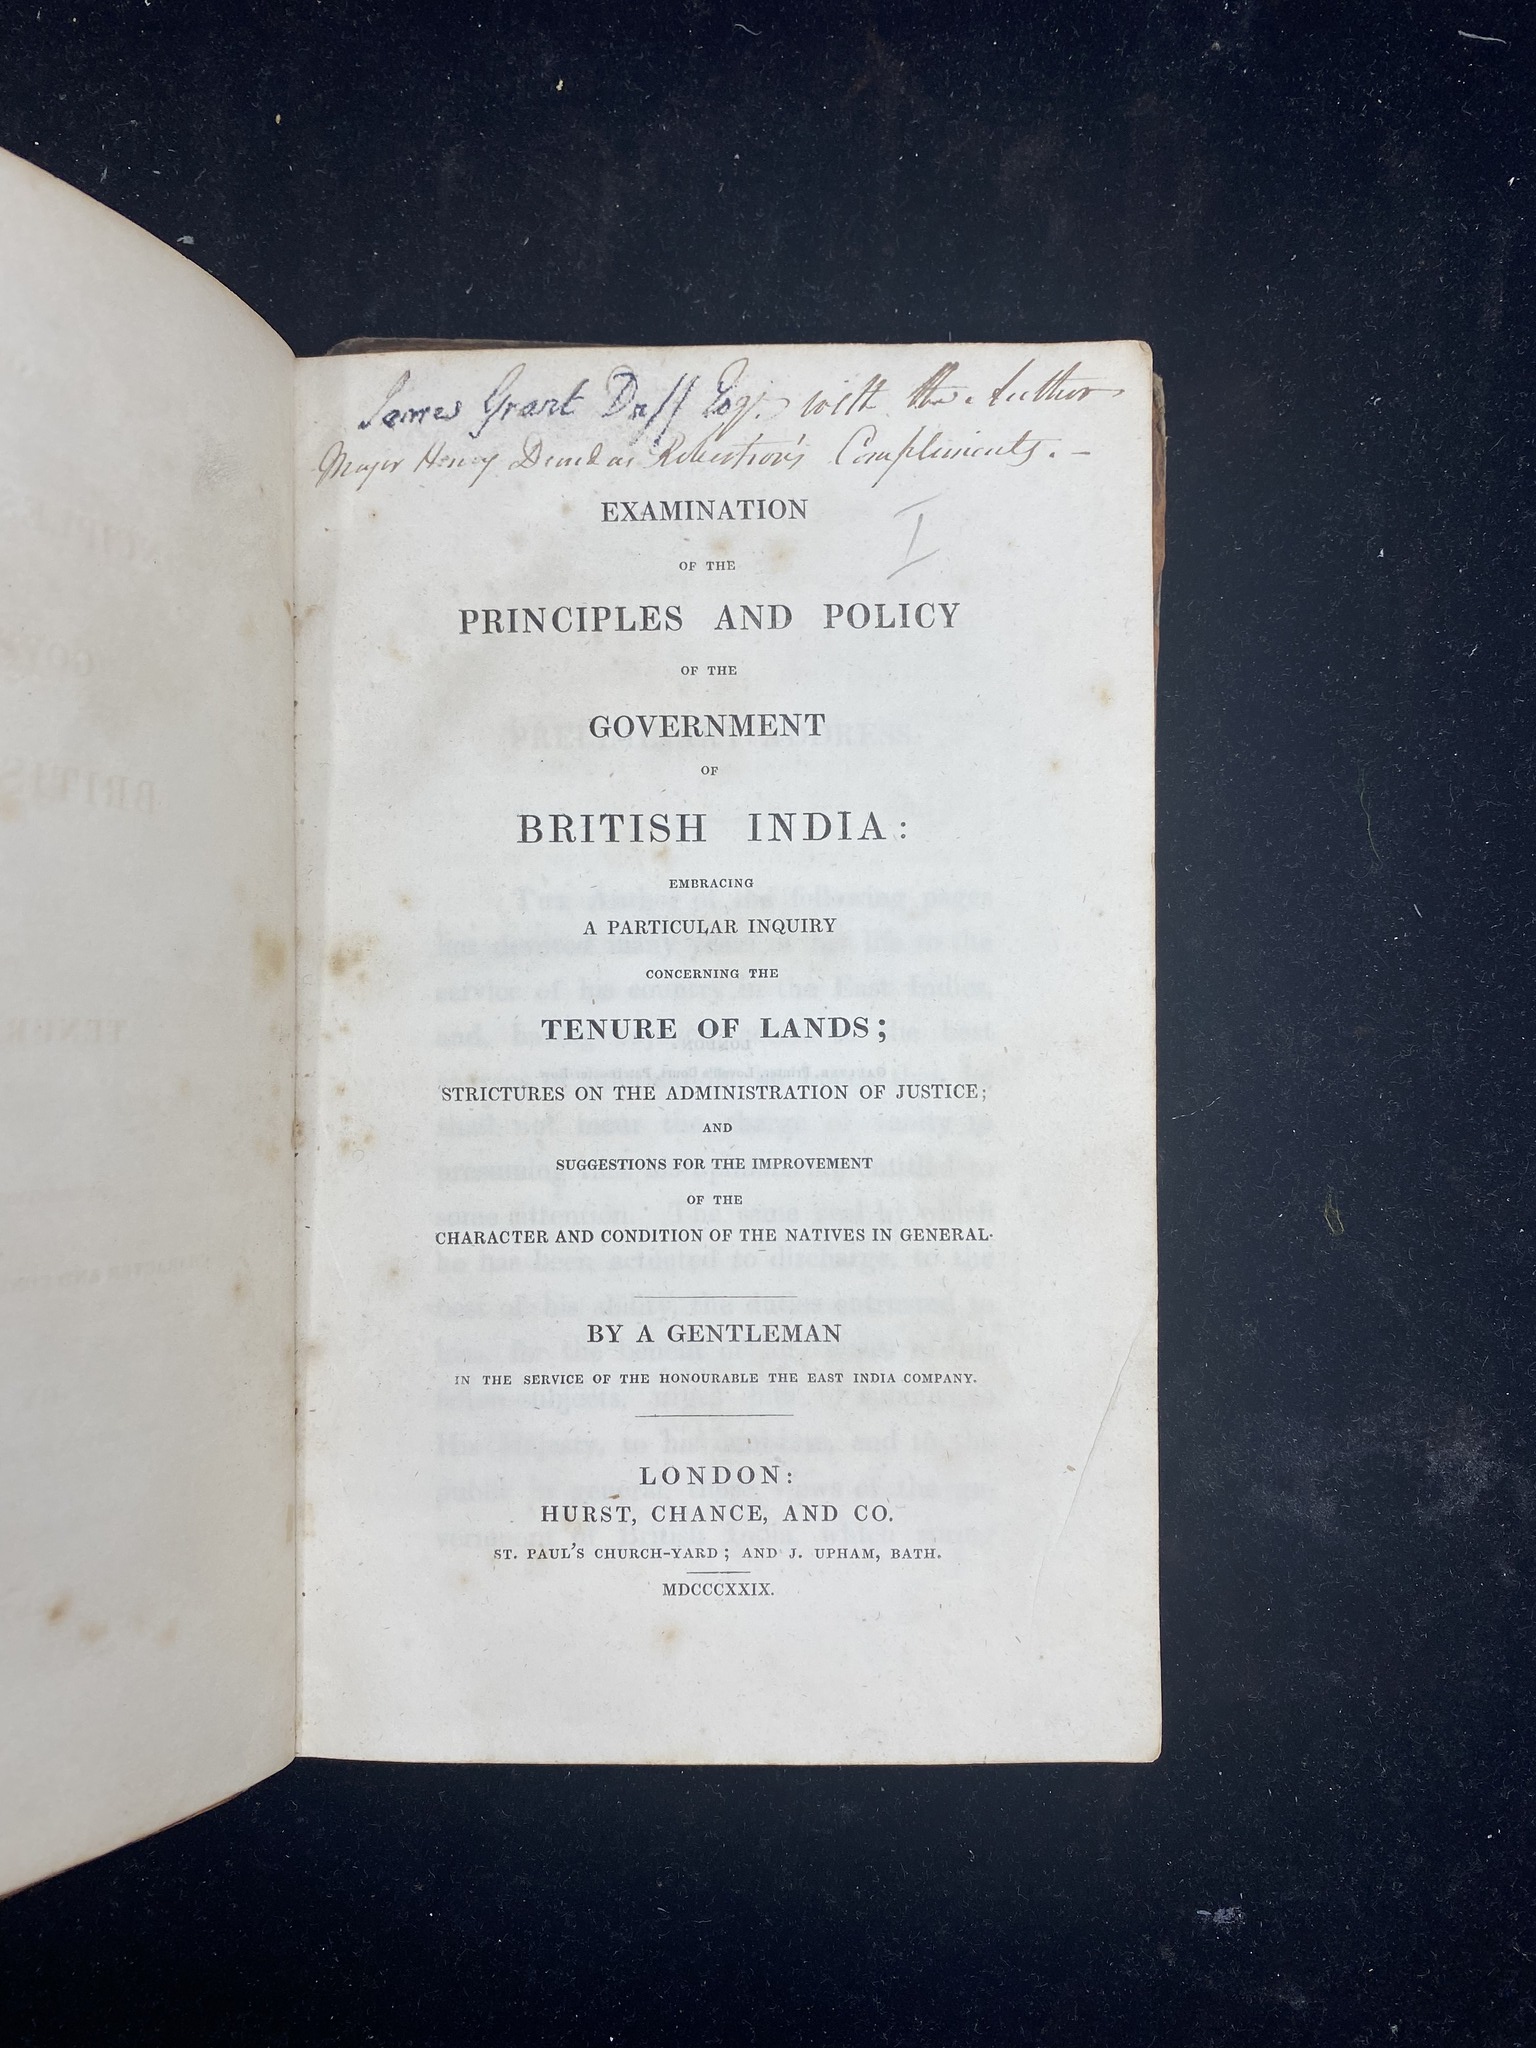 James Grant Duff Esqr. with the Author
Major Henry Dundas Robertson's Compliments. –
I
EXAMINATION
OF THE
PRINCIPLES AND POLICY
OF THE
GOVERNMENT
OF
BRITISH INDIA:
EMBRACING
A PARTICULAR INQUIRY
CONCERNING THE
TENURE OF LANDS;
STRICTURES ON THE ADMINISTRATION OF JUSTICE;
AND
SUGGESTIONS FOR THE IMPROVEMENT
OF THE
CHARACTER AND CONDITION OF THE NATIVES IN GENERAL.
BY A GENTLEMAN
IN THE SERVICE OF THE HONOURABLE THE EAST INDIA COMPANY.
LONDON:
HURST, CHANCE, AND CO.
ST. PAUL'S CHURCH-YARD; AND J. UPHAM, BATH.
MDCCCXXIX.